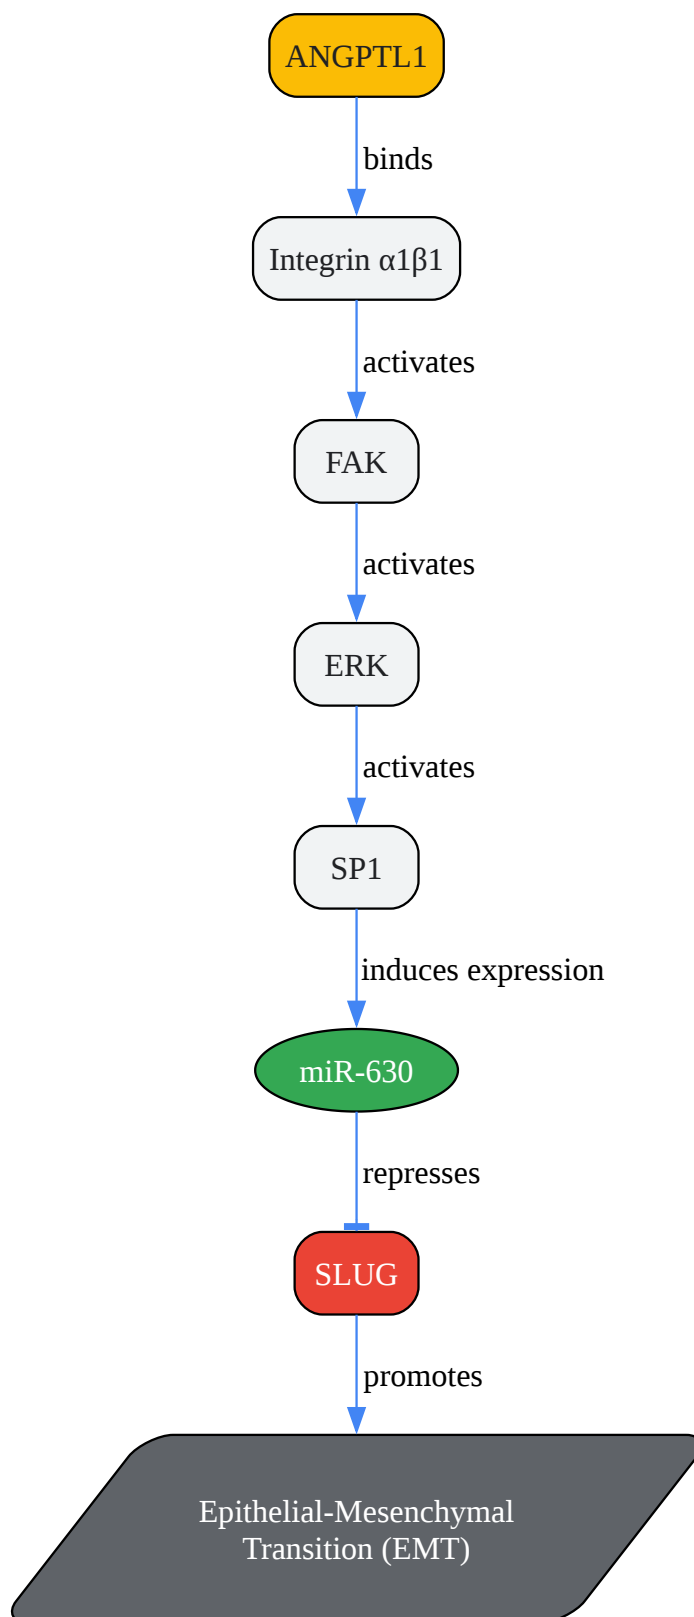 ANGPTL1
binds
Integrin α1β1
activates
FAK
activates
ERK
activates
SP1
induces expression
miR-630
represses
SLUG
promotes
Epithelial-Mesenchymal
Transition (EMT)